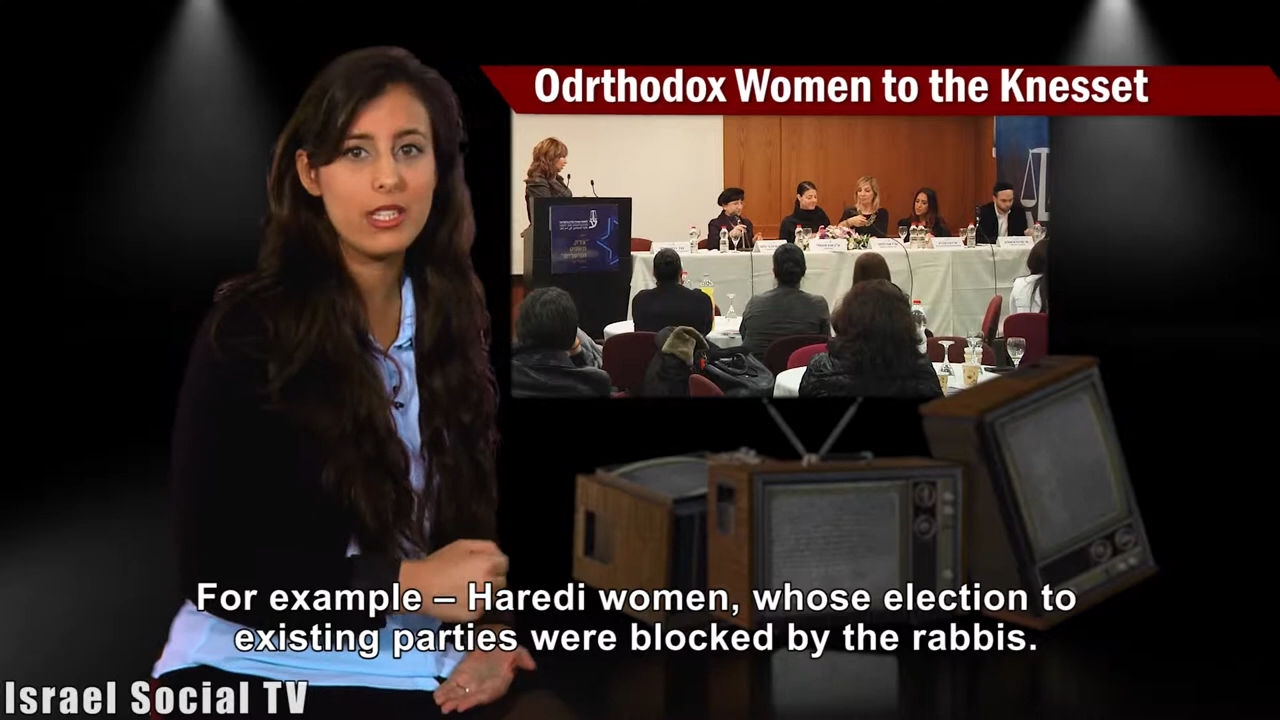 Odrthodox Women to the Knesset
For example – Haredi women, whose election to
existing parties were blocked by the rabbis.
Israel Social TV